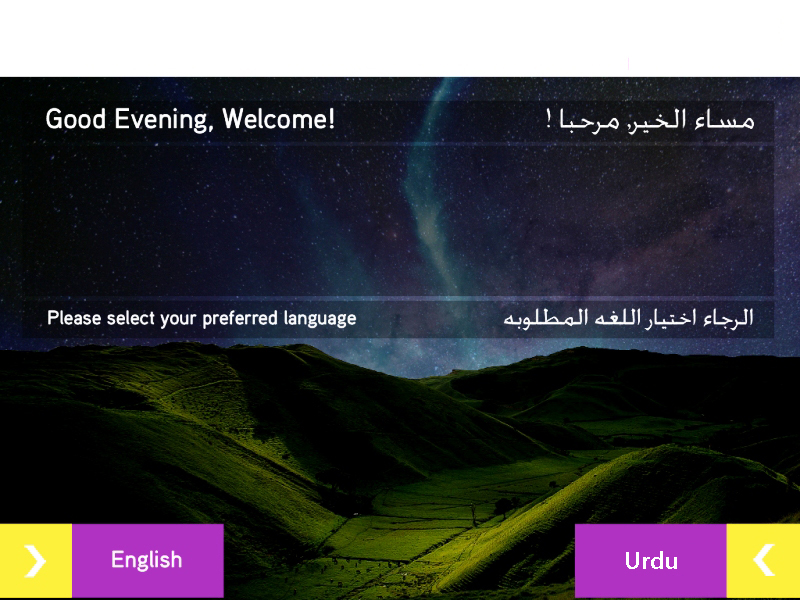 Good Evening, Welcome!
مساء الخير, مرحبا !
Please select your preferred language
الرجاء اختيار اللغه المطلوبه
English
Urdu